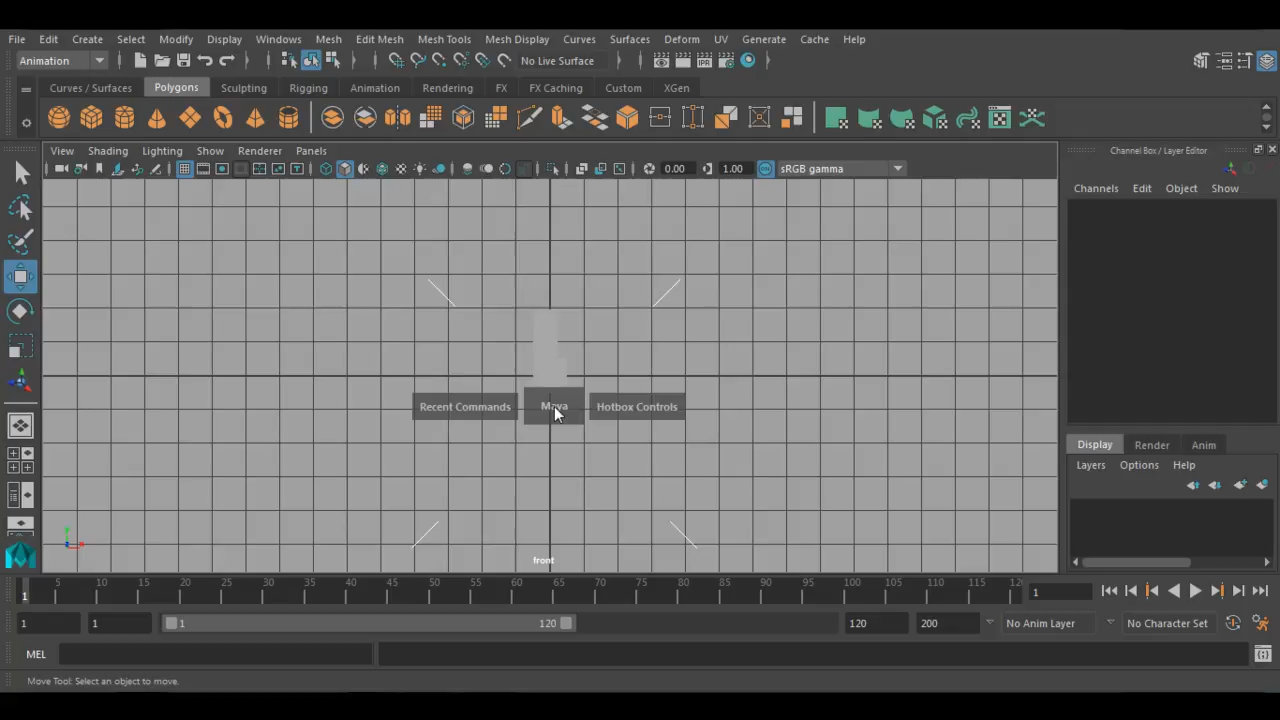 File Edit Create Select Modify Display Windows Mesh Edit Mesh Mesh Tools Mesh Display Curves Surfaces Deform UV Generate Cache Help
Animation No Live Surface
Curves / Surfaces Polygons Sculpting Rigging Animation Rendering FX FX Caching Custom XGen
View Shading Lighting Show Renderer Panels Channel Box / Layer Editor
0.00 1.00 sRGB gamma
Channels Edit Object Show
Recent Commands Maya Hotbox Controls
Display Render Anim
Layers Options Help
front
5 10 15 20 25 30 35 40 45 50 55 60 65 70 75 80 85 90 95 100 105 110 115 12
1 1
1 1 1 120 120 200 No Anim Layer No Character Set
MEL
Move Tool: Select an object to move.